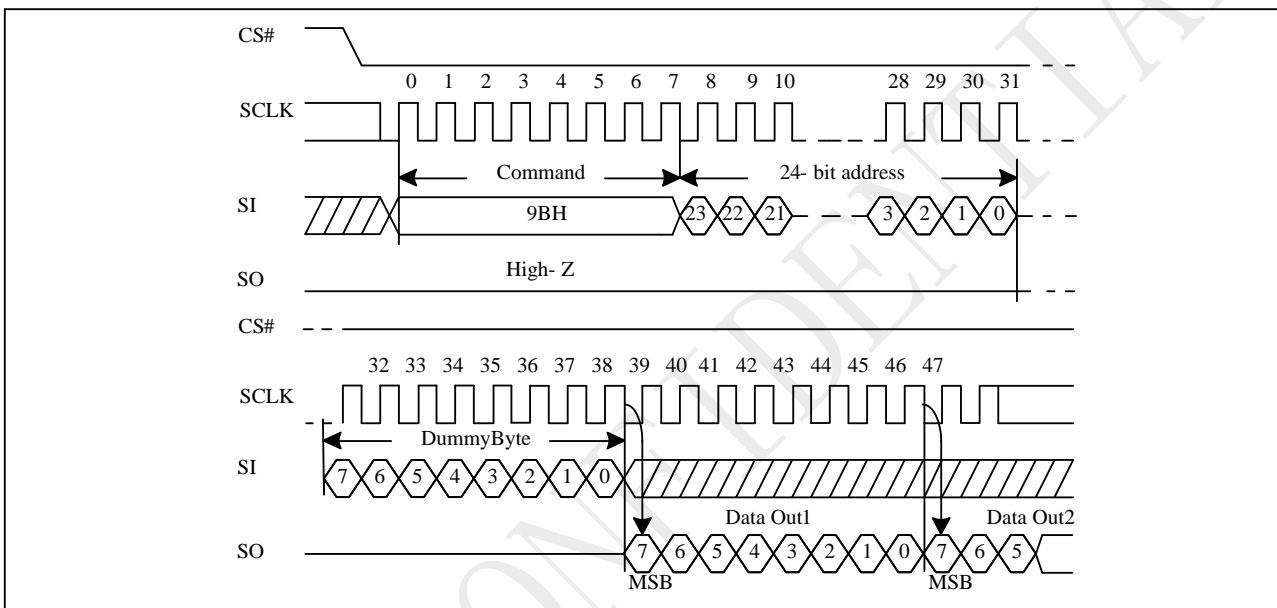 CS#
0 1 2 3 4 5 6 7 8 9 10 28 29 30 31
SCLK
Command 24- bit address
SI 9BH 23 22 21 3 2 1 0
High- Z
SO
CS#
32 33 34 35 36 37 38 39 40 41 42 43 44 45 46 47
SCLK
DummyByte
SI 7 6 5 4 3 2 1 0
Data Out1 Data Out2
SO 7 6 5 4 3 2 1 0 7 6 5
MSB MSB
CONFIDENTIA